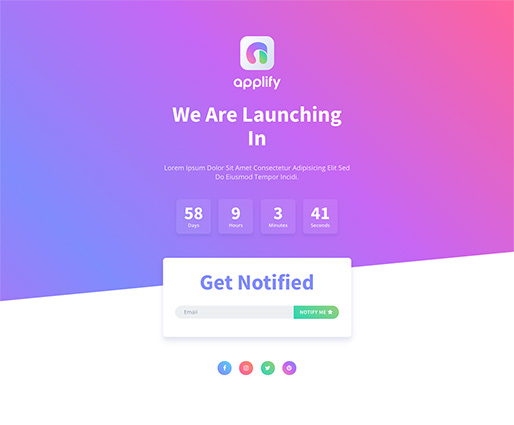 applify
We Are Launching
In
Lorem Ipsum Dolor Sit Amet Consectetur Adipisicing Elit Sed
Do Eiusmod Tempor Incidi.
58 9 3 41
Days Hours Minutes Seconds
Get Notified
Email NOTIFY ME